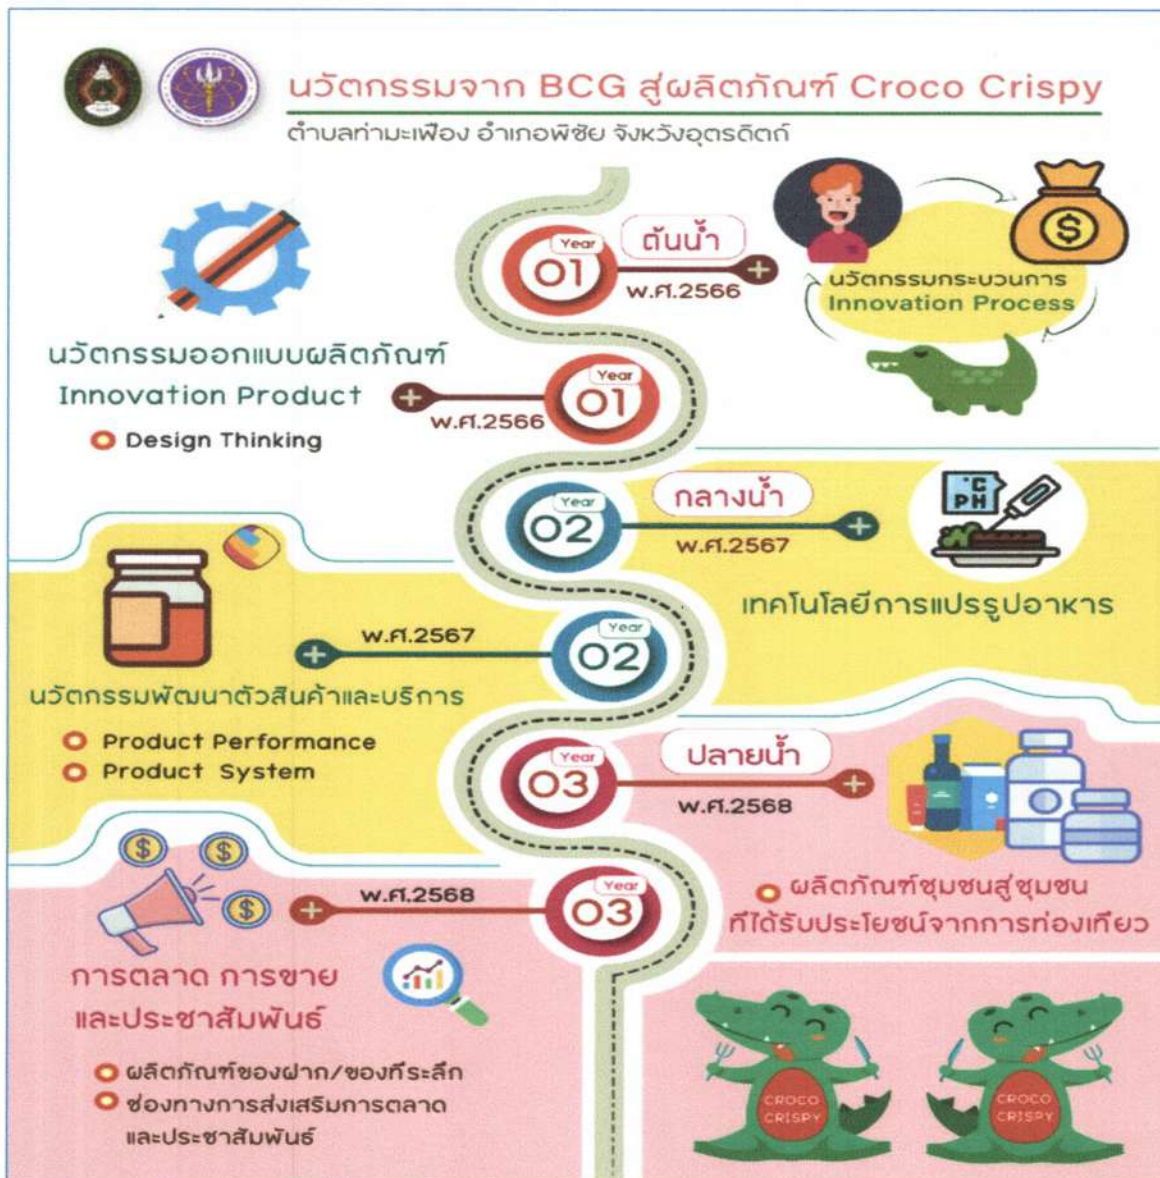 นวัตกรรมจาก BCG สู่ผลิตภัณฑ์ Croco Crispy
ตำบลท่ามะเฟือง อำเภอพิชัย จังหวังอุตรดิตถ์
Year
01
ต้นน้ำ
พ.ศ.2566
นวัตกรรมกระบวนการ
Innovation Process
นวัตกรรมออกแบบผลิตภัณฑ์
Innovation Product
Design Thinking
พ.ศ.2566
Year
01
Year
02
กลางน้ำ
พ.ศ.2567
°C
PH
เทคโนโลยีการแปรรูปอาหาร
พ.ศ.2567
Year
02
นวัตกรรมพัฒนาตัวสินค้าและบริการ
Product Performance
Product System
Year
03
ปลายน้ำ
พ.ศ.2568
ผลิตภัณฑ์ชุมชนสู่ชุมชน
ที่ได้รับประโยชน์จากการท่องเที่ยว
พ.ศ.2568
Year
03
การตลาด การขาย
และประชาสัมพันธ์
ผลิตภัณฑ์ของฝาก/ของที่ระลึก
ช่องทางการส่งเสริมการตลาด
และประชาสัมพันธ์
CROCO
CRISPY
CROCO
CRISPY